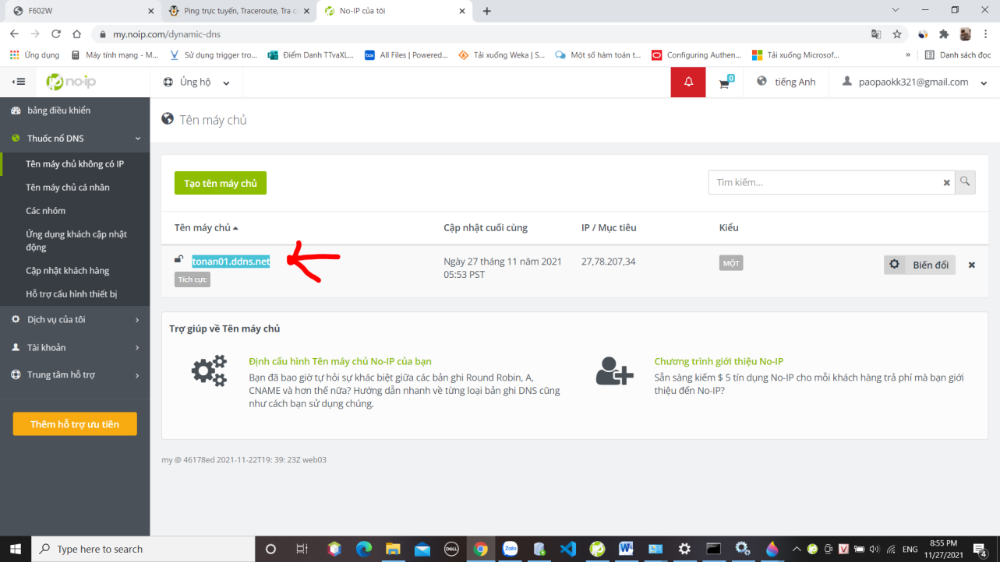 F602W
Ping trực tuyến, Traceroute, Tra c
No-IP của tôi
my.noip.com/dynamic-dns
Ứng dụng
Máy tính mạng - M...
Sử dụng trigger tro...
Điểm Danh TTvaXL...
All Files | Powered...
Tải xuống Weka | S...
Một số hàm toán t...
Configuring Authen...
Tải xuống Microsof...
»
Danh sách đọc
no-ip
Ủng hộ
0
tiếng Anh
paopaokk321@gmail.com
bảng điều khiển
Thuốc nổ DNS
Tên máy chủ không có IP
Tên máy chủ cá nhân
Các nhóm
Ứng dụng khách cập nhật
động
Cập nhật khách hàng
Hỗ trợ cấu hình thiết bị
Dịch vụ của tôi
Tài khoản
Trung tâm hỗ trợ
Thêm hỗ trợ ưu tiên
Tên máy chủ
Tạo tên máy chủ
Tìm kiếm...
Tên máy chủ
Cập nhật cuối cùng
IP / Mục tiêu
Kiểu
tonan01.ddns.net
Tích cực
Ngày 27 tháng 11 năm 2021
05:53 PST
27,78.207,34
MỘT
Biến đổi
Trợ giúp về Tên máy chủ
Định cấu hình Tên máy chủ No-IP của bạn
Bạn đã bao giờ tự hỏi sự khác biệt giữa các bản ghi Round Robin, A,
CNAME và hơn thế nữa? Hướng dẫn nhanh về từng loại bản ghi DNS cũng
như cách bạn sử dụng chúng.
Chương trình giới thiệu No-IP
Sẵn sàng kiếm $ 5 tín dụng No-IP cho mỗi khách hàng trả phí mà bạn giới
thiệu đến No-IP?
my @ 46178ed 2021-11-22T19: 39: 23Z web03
Type here to search
box
DELL
Zalo
ENG
8:55 PM
11/27/2021
4